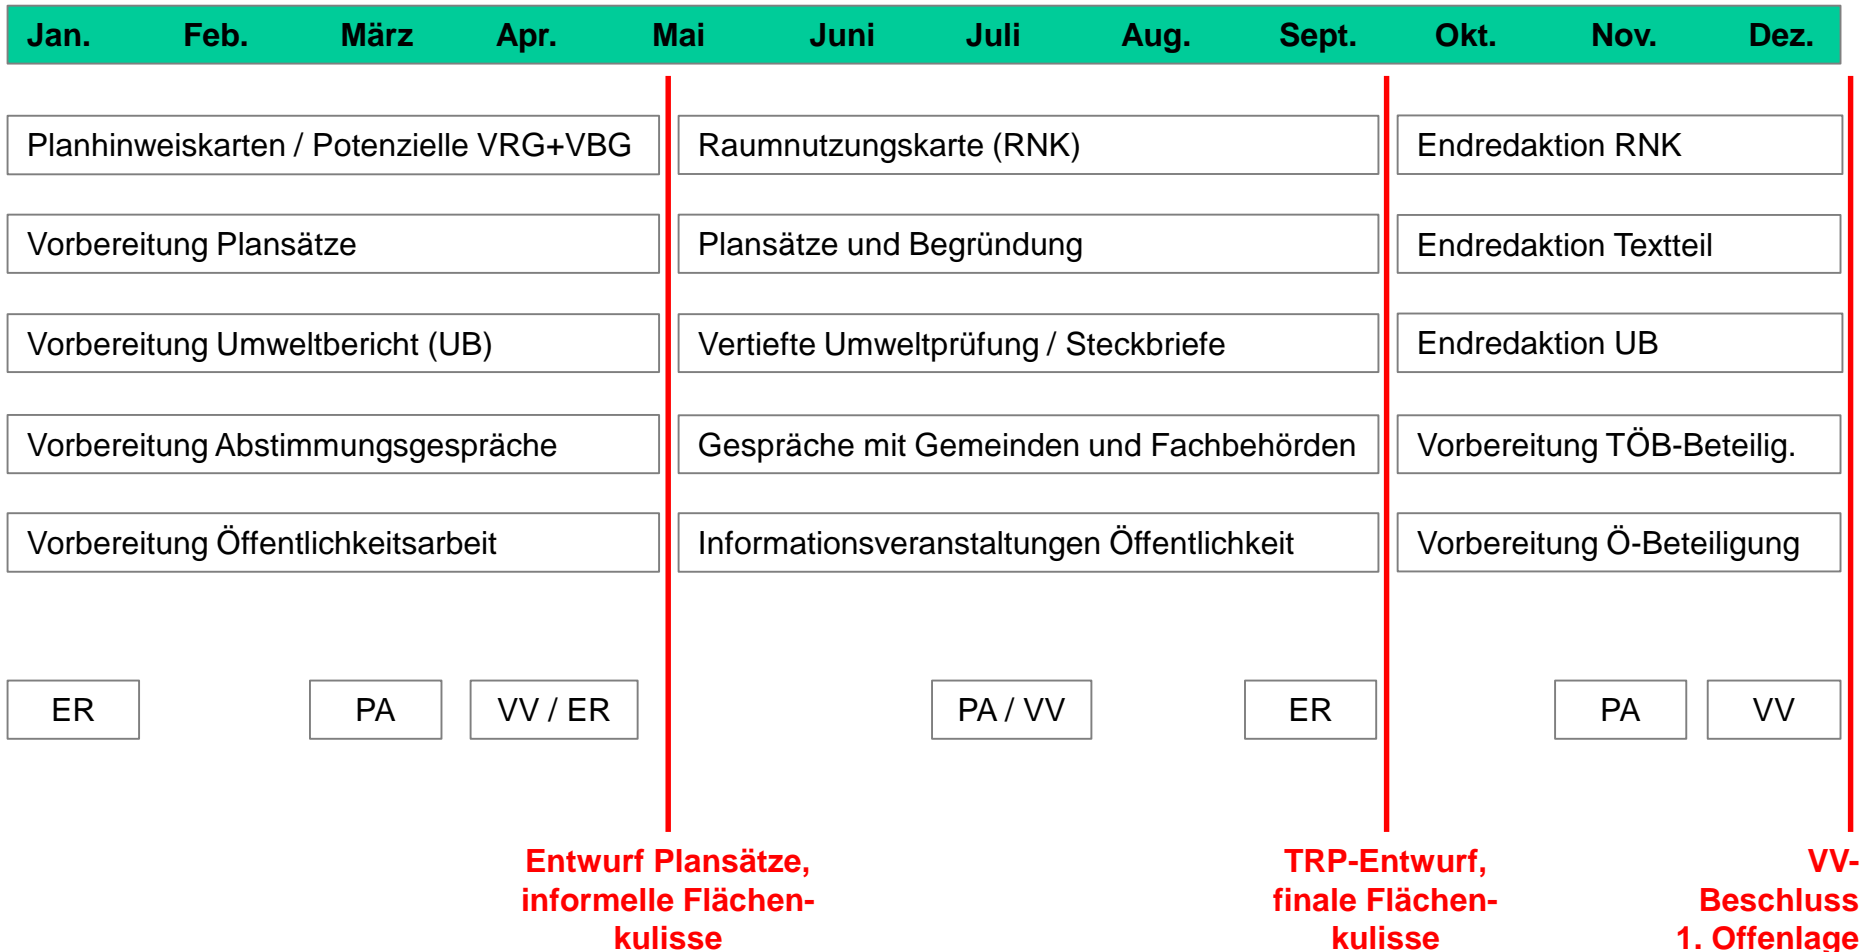 Jan. Feb. März Apr. Mai Juni Juli Aug. Sept. Okt. Nov. Dez.
Planhinweiskarten / Potenzielle VRG+VBG Raumnutzungskarte (RNK) Endredaktion RNK
Vorbereitung Plansätze Plansätze und Begründung Endredaktion Textteil
Vorbereitung Umweltbericht (UB) Vertiefte Umweltprüfung / Steckbriefe Endredaktion UB
Vorbereitung Abstimmungsgespräche Gespräche mit Gemeinden und Fachbehörden Vorbereitung TÖB-Beteilig.
Vorbereitung Öffentlichkeitsarbeit Informationsveranstaltungen Öffentlichkeit Vorbereitung Ö-Beteiligung
ER PA VV / ER PA / VV ER PA VV
Entwurf Plansätze,
informelle Flächen-
kulisse
TRP-Entwurf,
finale Flächen-
kulisse
VV-
Beschluss
1. Offenlage